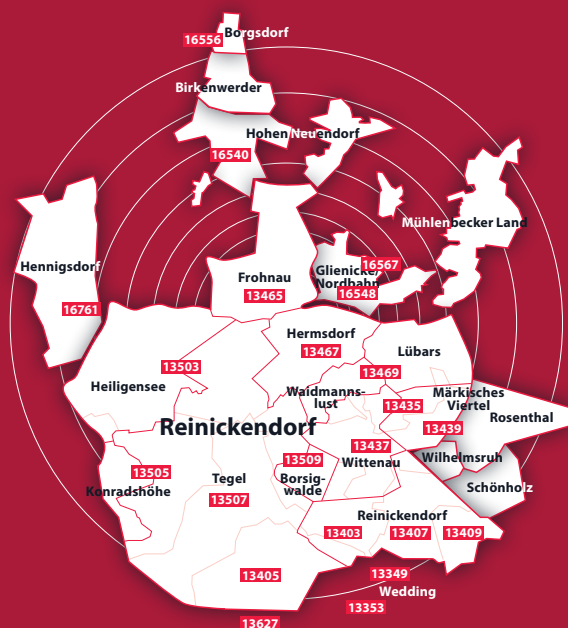 Borgsdorf
16556
Birkenwerder
Hohen Neuendorf
16540
Mühlenbecker Land
Hennigsdorf
16761
Frohnau
13465
Glienicke/
Nordbahn
16567
16548
Hermsdorf
13467
Lübars
13469
13503
Heiligensee
Waidmanns-
lust
13435
Märkisches
Viertel
13439
Rosenthal
Reinickendorf
13437
Wittenau
Wilhelmsruh
Schönholz
13505
Konradshöhe
Tegel
13507
13509
Borsig-
walde
Reinickendorf
13403
13407
13409
13405
13349
Wedding
13353
13627